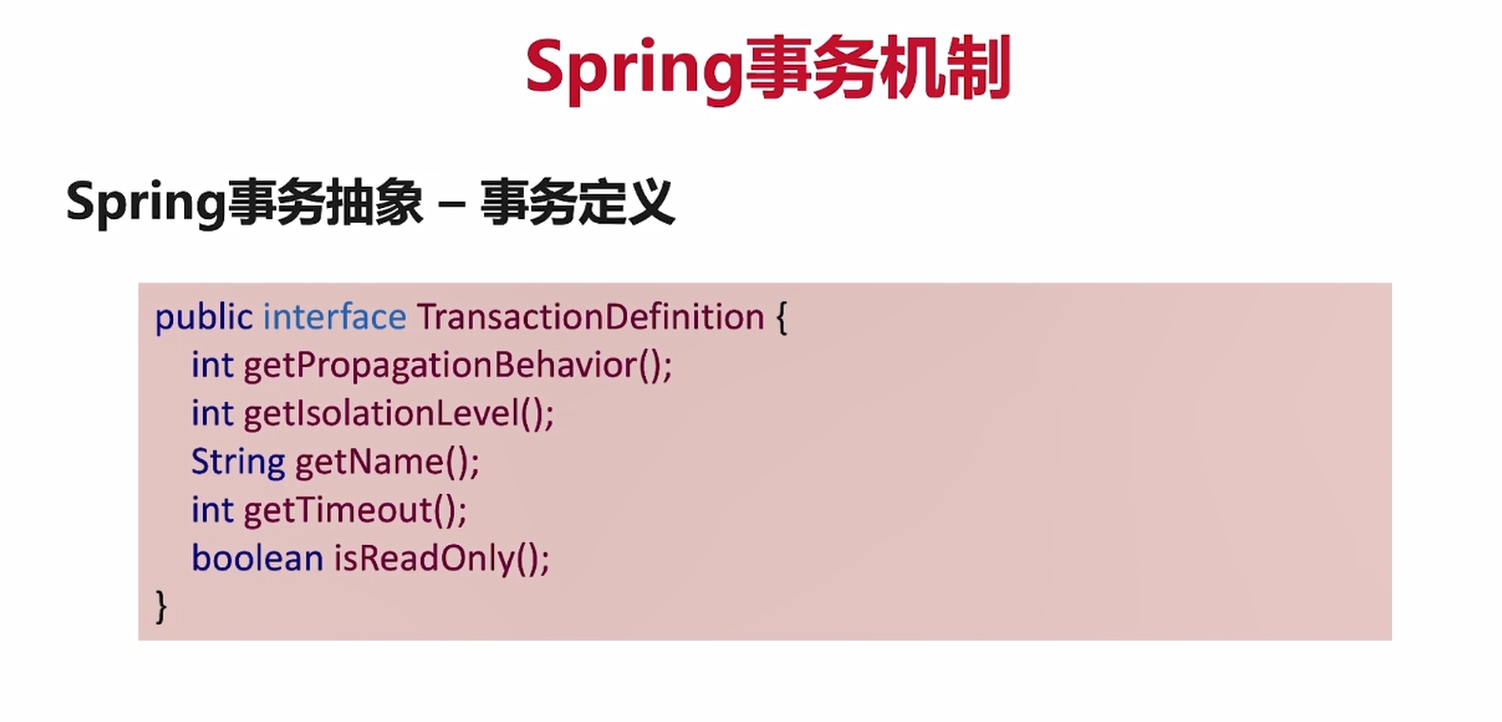 Spring事务机制
Spring事务抽象 – 事务定义
public interface TransactionDefinition {
int getPropagationBehavior();
int getIsolationLevel();
String getName();
int getTimeout();
boolean isReadOnly();
}